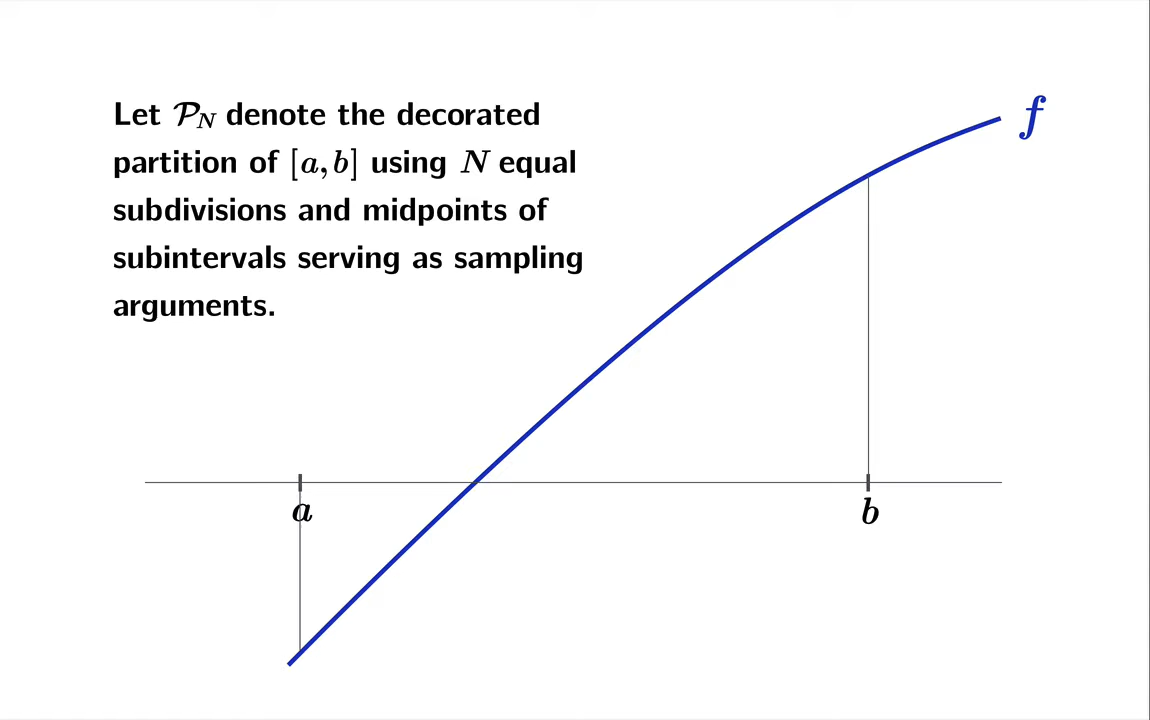 Let 𝒫_N denote the decorated
partition of [a, b] using N equal
subdivisions and midpoints of
subintervals serving as sampling
arguments.
f
a
b